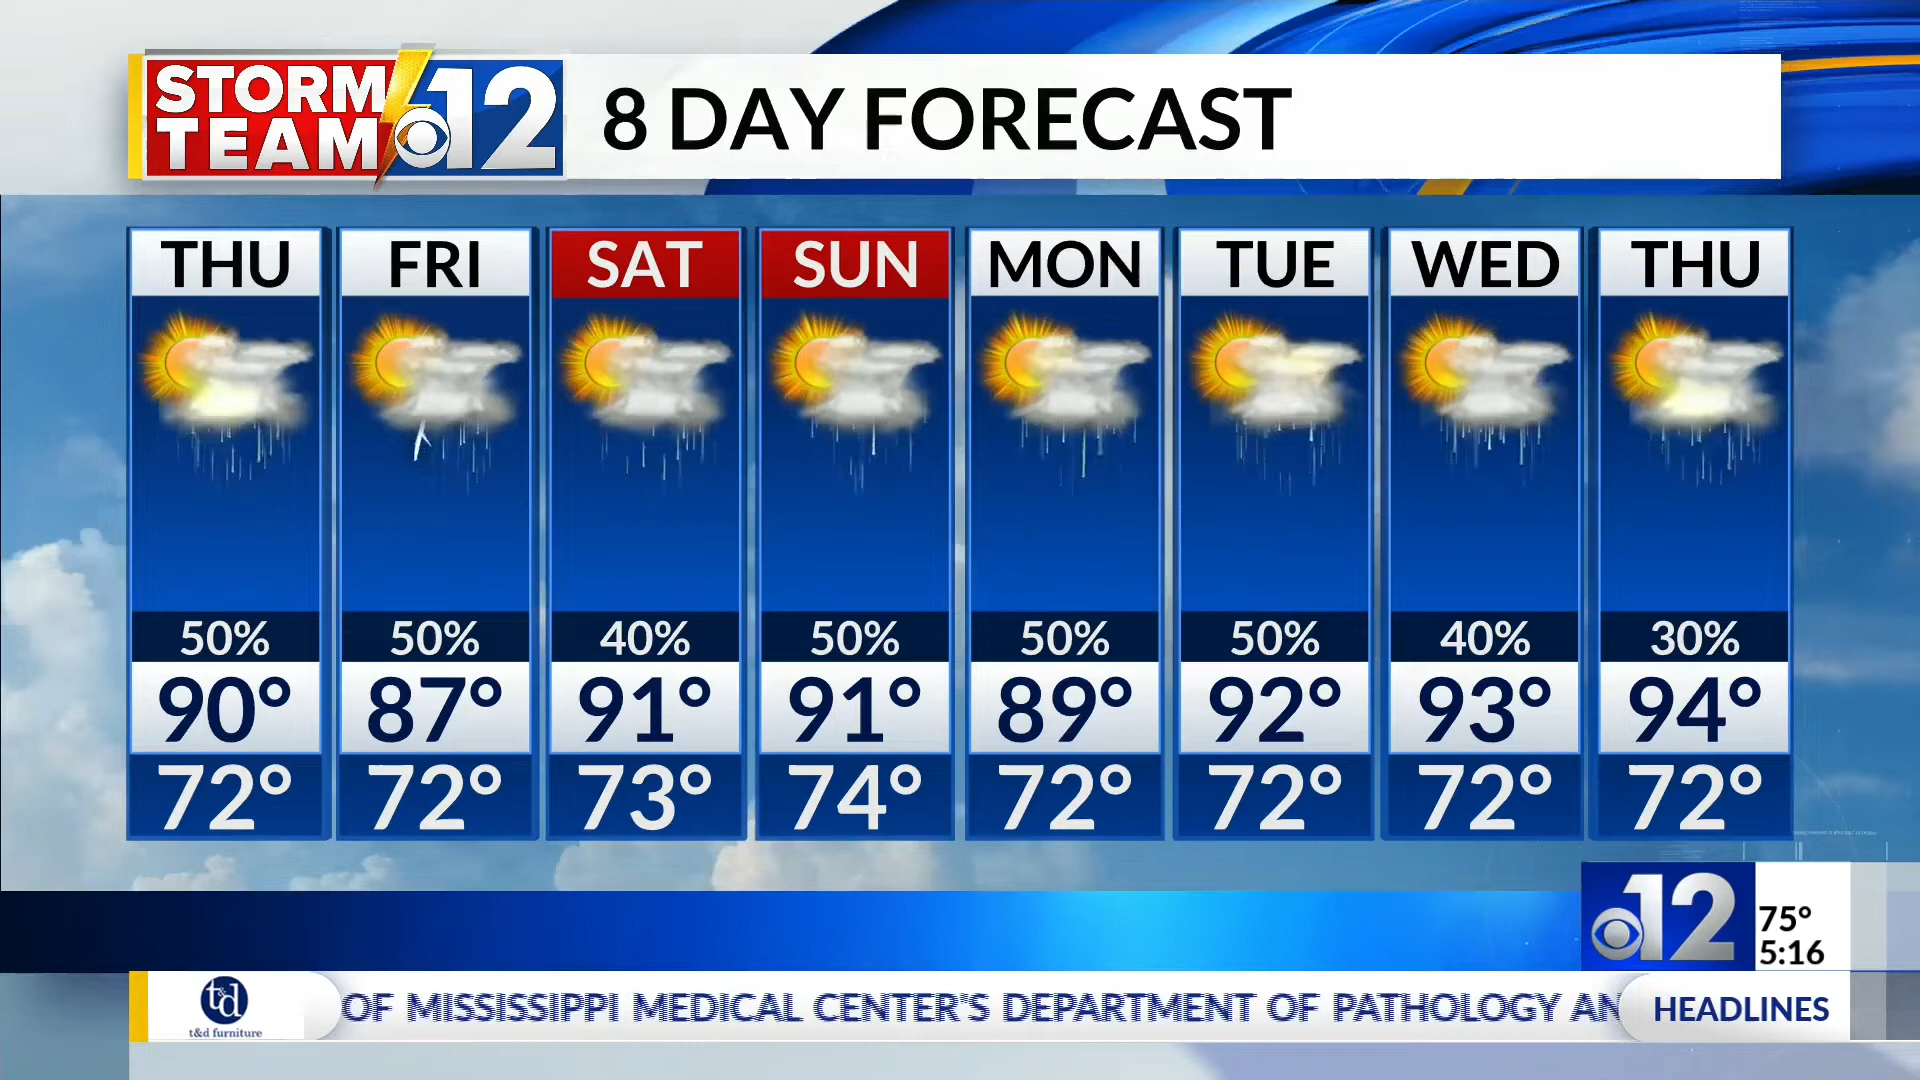 STORM
TEAM
12
8 DAY FORECAST
THU FRI SAT SUN MON TUE WED THU
50% 50% 40% 50% 50% 50% 40% 30%
90° 87° 91° 91° 89° 92° 93° 94°
72° 72° 73° 74° 72° 72° 72° 72°
12
75°
5:16
t&d
t&d furniture
OF MISSISSIPPI MEDICAL CENTER'S DEPARTMENT OF PATHOLOGY AN
HEADLINES